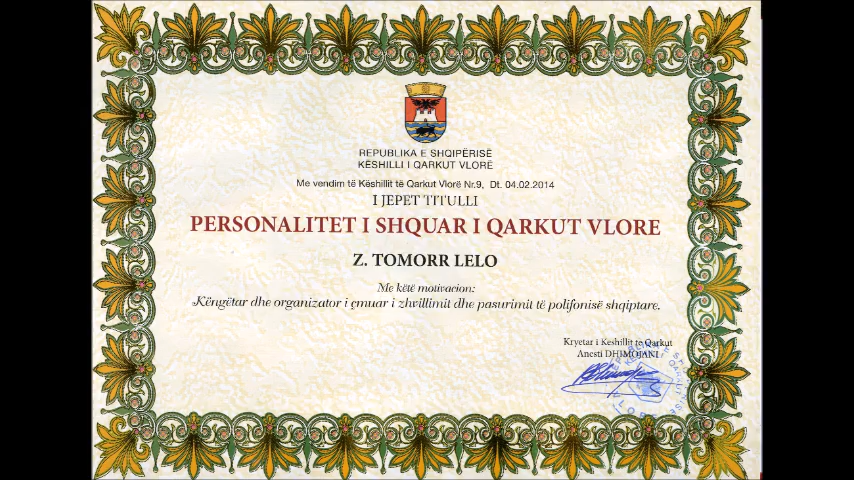 REPUBLIKA E SHQIPËRISË
KËSHILLI I QARKUT VLORË
Me vendim të Këshillit të Qarkut Vlorë Nr.9, Dt. 04.02.2014
I JEPET TITULLI
PERSONALITET I SHQUAR I QARKUT VLORE
Z. TOMORR LELO
Me këtë motivacion:
Këngëtar dhe organizator i çmuar i zhvillimit dhe pasurimit të polifonisë shqiptare.
Kryetar i Keshillit te Qarkut
Anesti DHIMOJANI